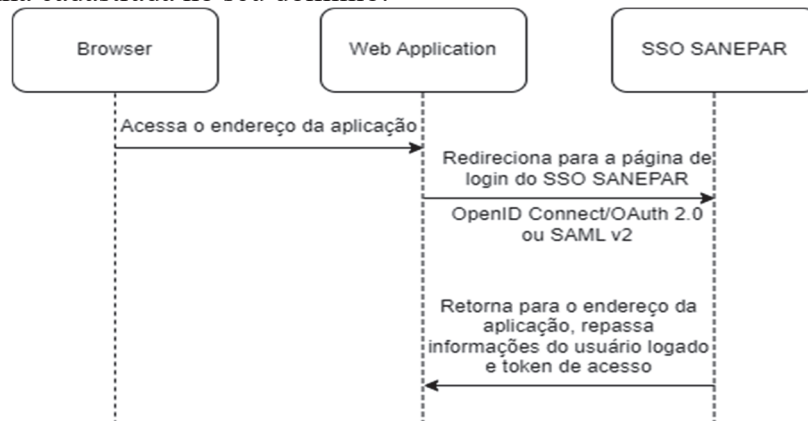 Browser
Web Application
SSO SANEPAR
Acessa o endereço da aplicação
Redireciona para a página de
login do SSO SANEPAR
OpenID Connect/OAuth 2.0
ou SAML v2
Retorna para o endereço da
aplicação, repassa
informações do usuário logado
e token de acesso